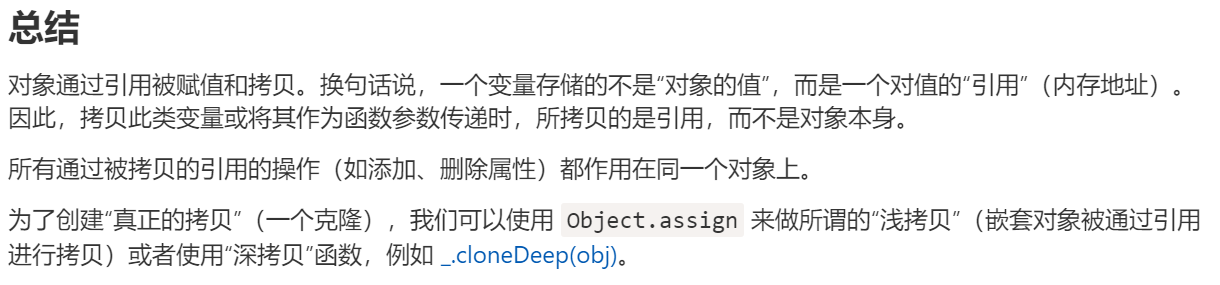 总结
对象通过引用被赋值和拷贝。换句话说，一个变量存储的不是“对象的值”，而是一个对值的“引用”（内存地址）。
因此，拷贝此类变量或将其作为函数参数传递时，所拷贝的是引用，而不是对象本身。
所有通过被拷贝的引用的操作（如添加、删除属性）都作用在同一个对象上。
为了创建“真正的拷贝”（一个克隆），我们可以使用 Object.assign 来做所谓的“浅拷贝”（嵌套对象被通过引用
进行拷贝）或者使用“深拷贝”函数，例如 _.cloneDeep(obj)。